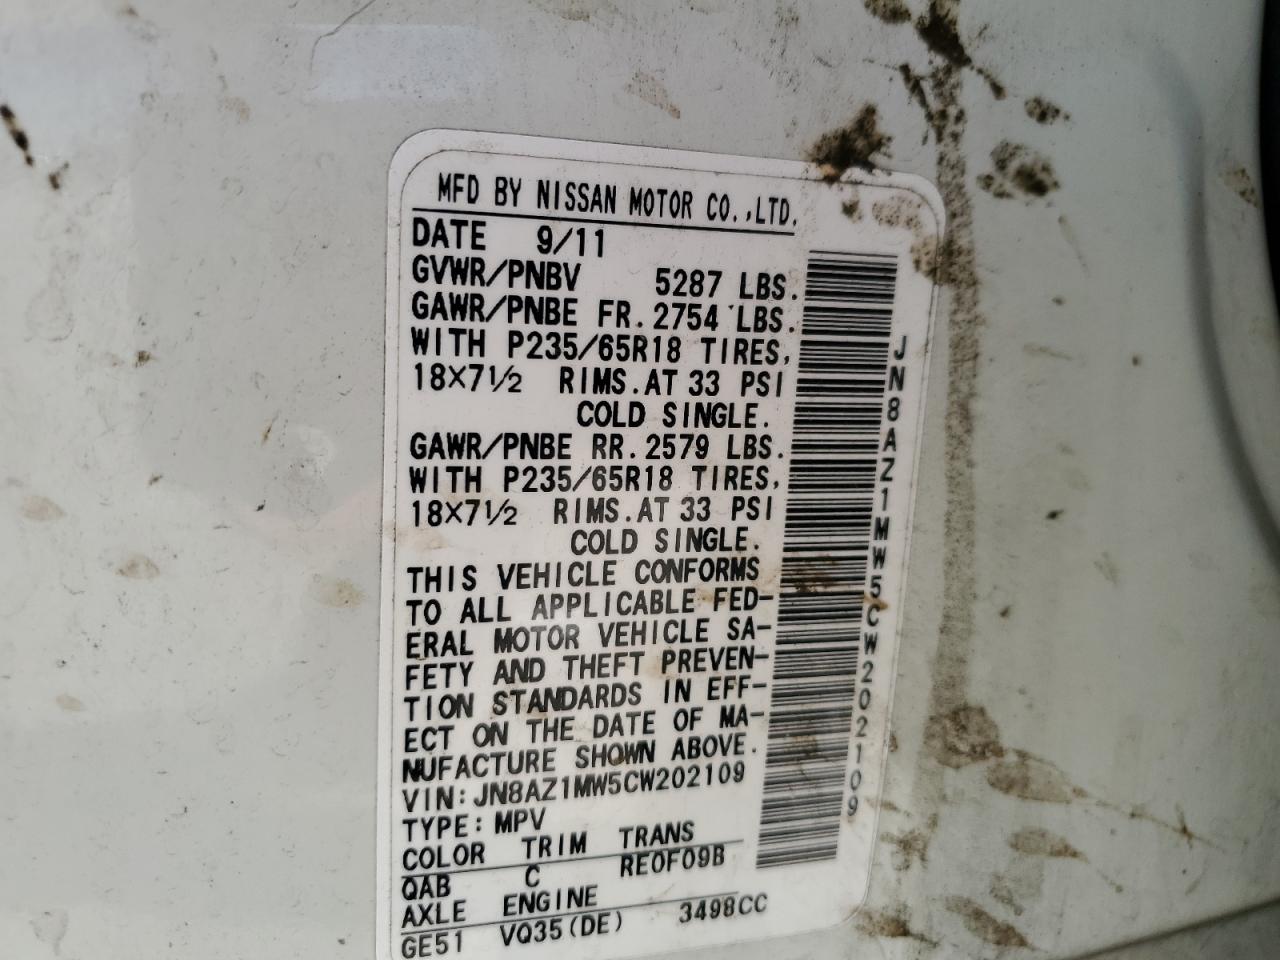 MFD BY NISSAN MOTOR CO.,LTD.
DATE 9/11
GVWR/PNBV 5287 LBS.
GAWR/PNBE FR. 2754 LBS.
WITH P235/65R18 TIRES,
18×7½ RIMS. AT 33 PSI
COLD SINGLE.
GAWR/PNBE RR. 2579 LBS.
WITH P235/65R18 TIRES,
18×7½ RIMS. AT 33 PSI
COLD SINGLE.
THIS VEHICLE CONFORMS
TO ALL APPLICABLE FED-
ERAL MOTOR VEHICLE SA-
FETY AND THEFT PREVEN-
TION STANDARDS IN EFF-
ECT ON THE DATE OF MA-
NUFACTURE SHOWN ABOVE.
VIN: JN8AZ1MW5CW202109
TYPE: MPV
COLOR TRIM TRANS
QAB C RE0F09B
AXLE ENGINE
GE51 VQ35(DE) 3498CC
JN8AZ1MW5CW202109